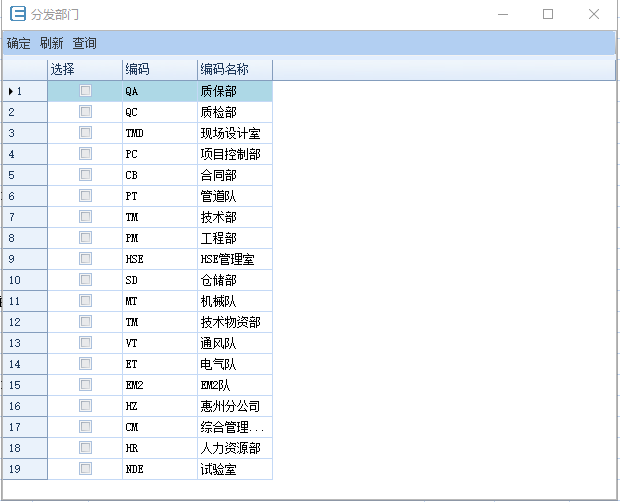 分发部门
确定 刷新 查询
选择 编码 编码名称
1 QA 质保部
2 QC 质检部
3 TMD 现场设计室
4 PC 项目控制部
5 CB 合同部
6 PT 管道队
7 TM 技术部
8 PM 工程部
9 HSE HSE管理室
10 SD 仓储部
11 MT 机械队
12 TM 技术物资部
13 VT 通风队
14 ET 电气队
15 EM2 EM2队
16 HZ 惠州分公司
17 CM 综合管理...
18 HR 人力资源部
19 NDE 试验室